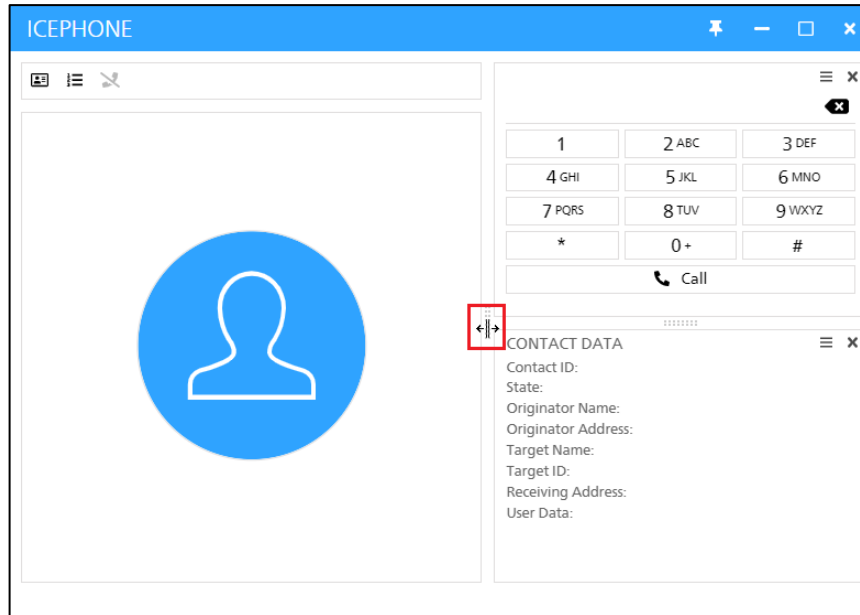 ICEPHONE
1 2 ABC 3 DEF
4 GHI 5 JKL 6 MNO
7 PQRS 8 TUV 9 WXYZ
* 0 + #
Call
CONTACT DATA
Contact ID:
State:
Originator Name:
Originator Address:
Target Name:
Target ID:
Receiving Address:
User Data: